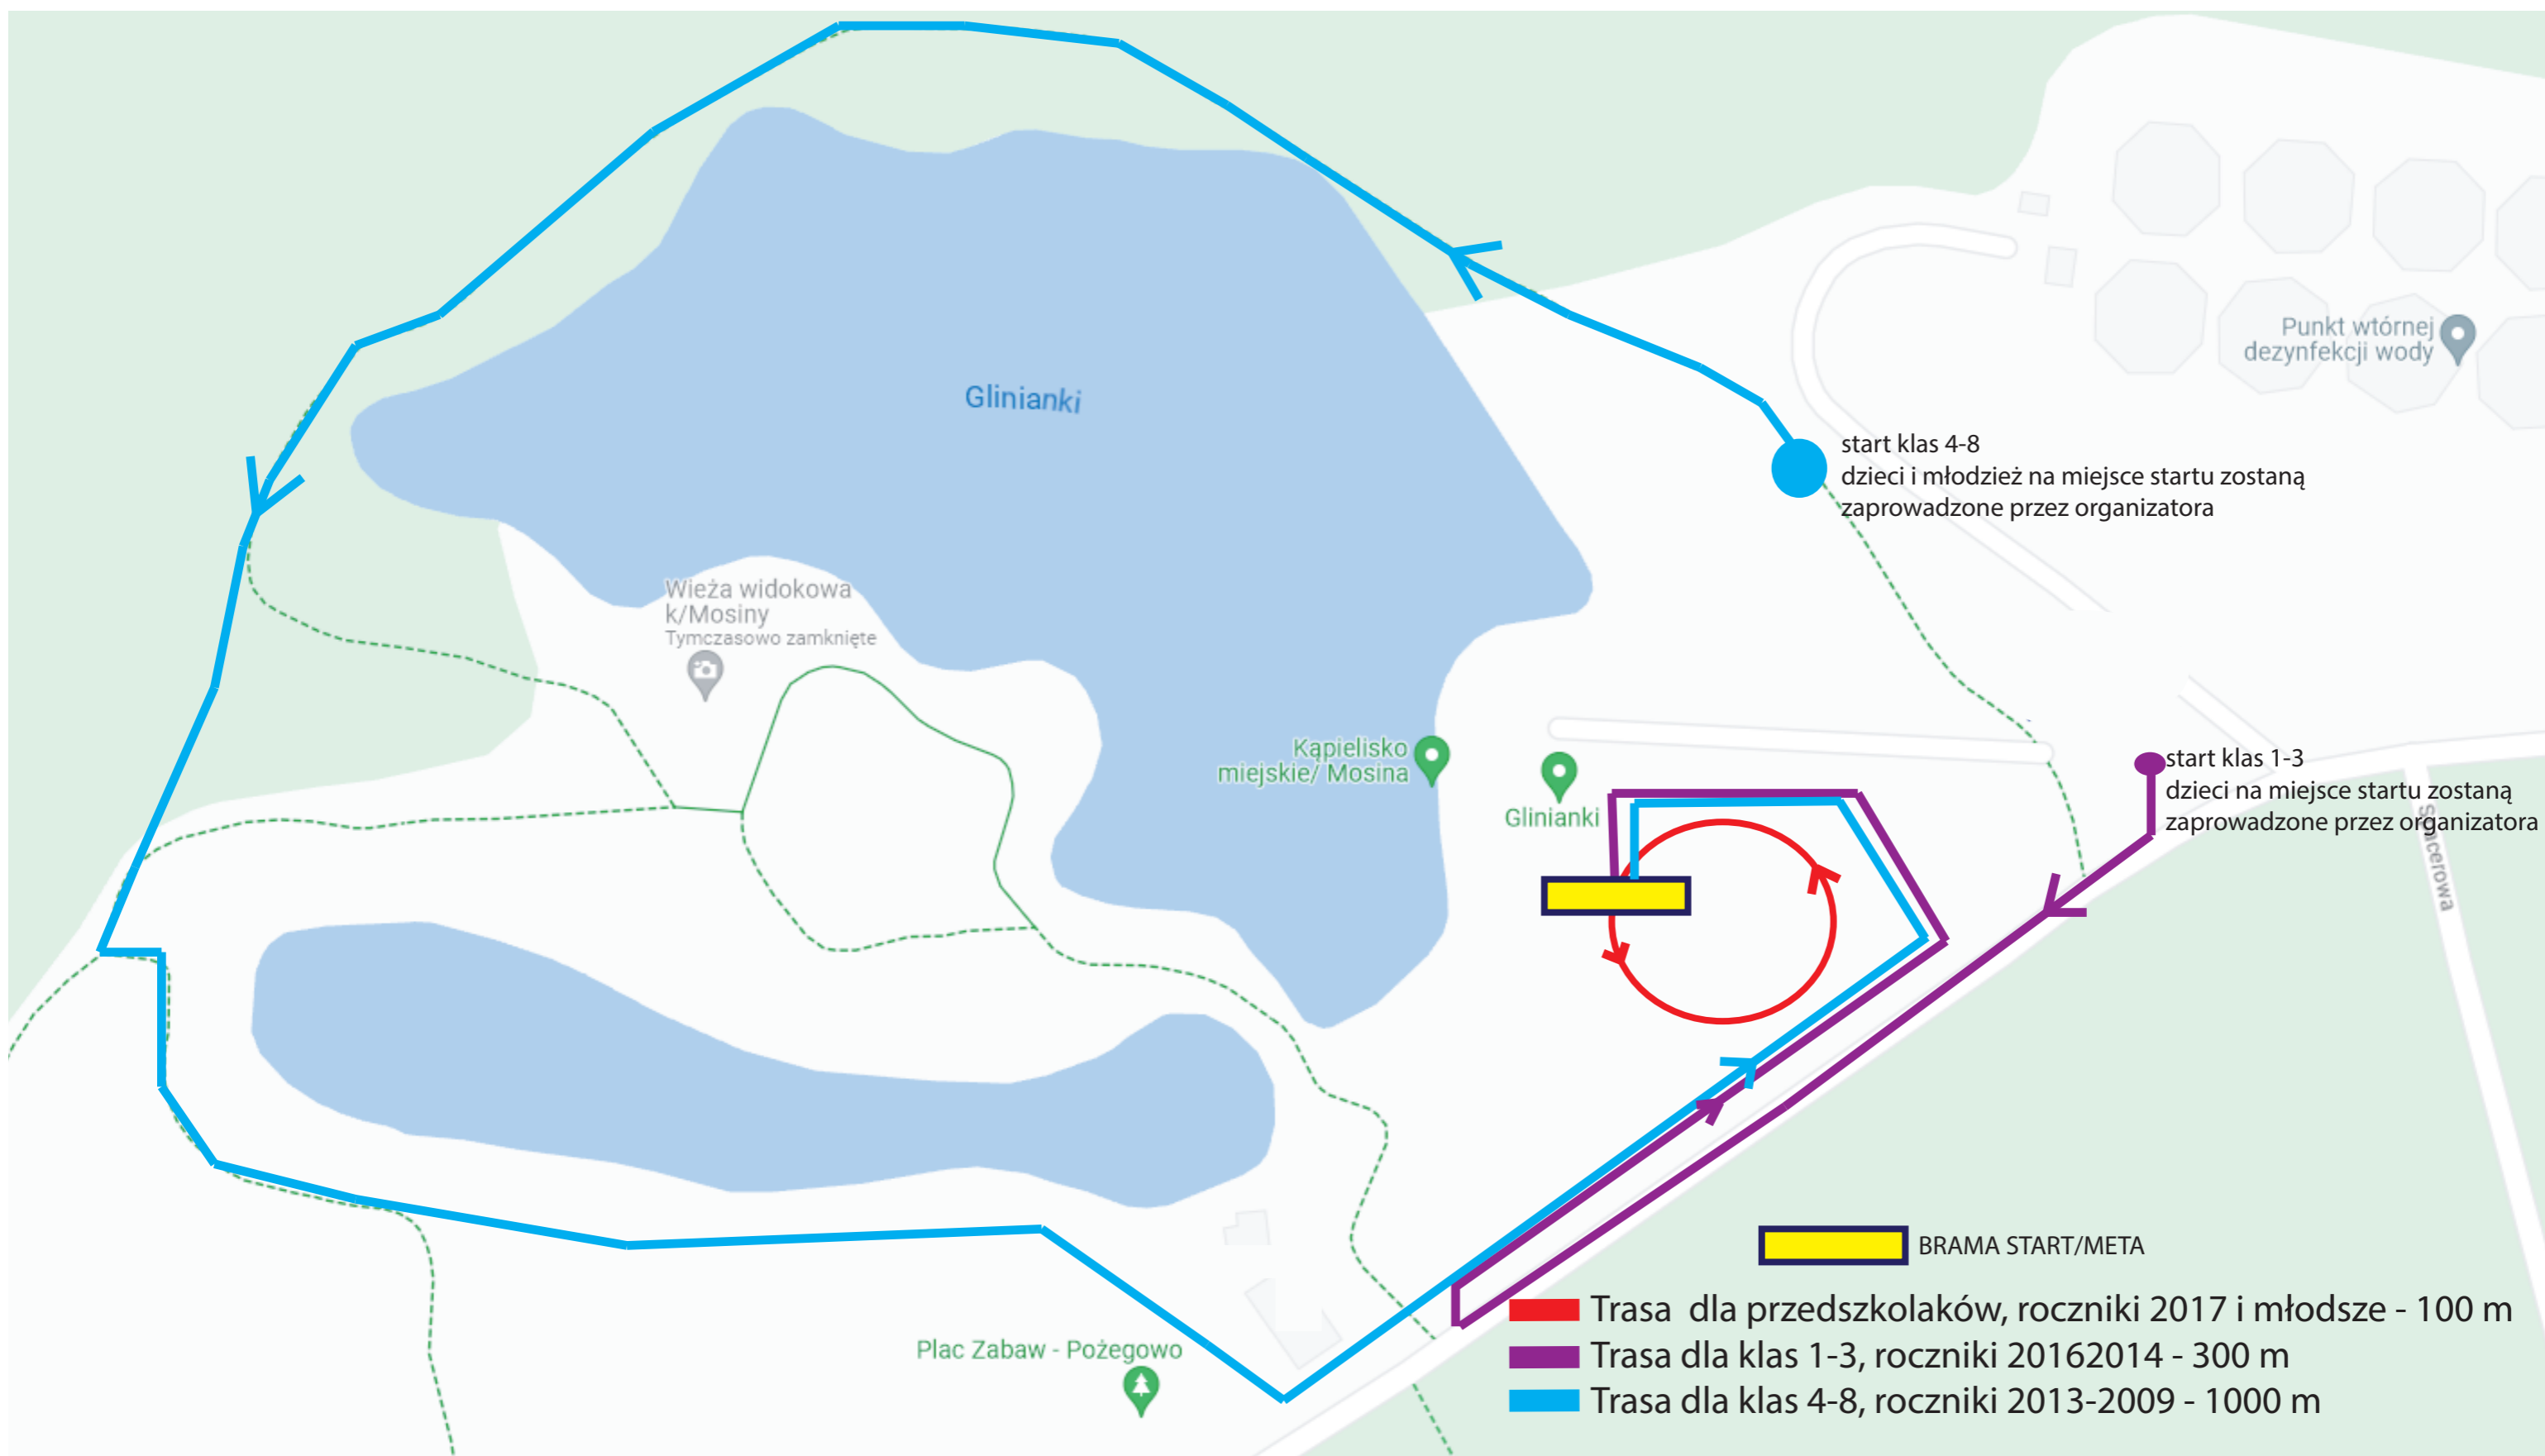 Glinianki
Punkt wtórnej
dezynfekcji wody
start klas 4-8
dzieci i młodzież na miejsce startu zostaną
zaprowadzone przez organizatora
Wieża widokowa
k/Mosiny
Tymczasowo zamknięte
Kąpielisko
miejskie/ Mosina
Glinianki
start klas 1-3
dzieci na miejsce startu zostaną
zaprowadzone przez organizatora
Spacerowa
BRAMA START/META
Trasa dla przedszkolaków, roczniki 2017 i młodsze - 100 m
Trasa dla klas 1-3, roczniki 20162014 - 300 m
Trasa dla klas 4-8, roczniki 2013-2009 - 1000 m
Plac Zabaw - Pożegowo